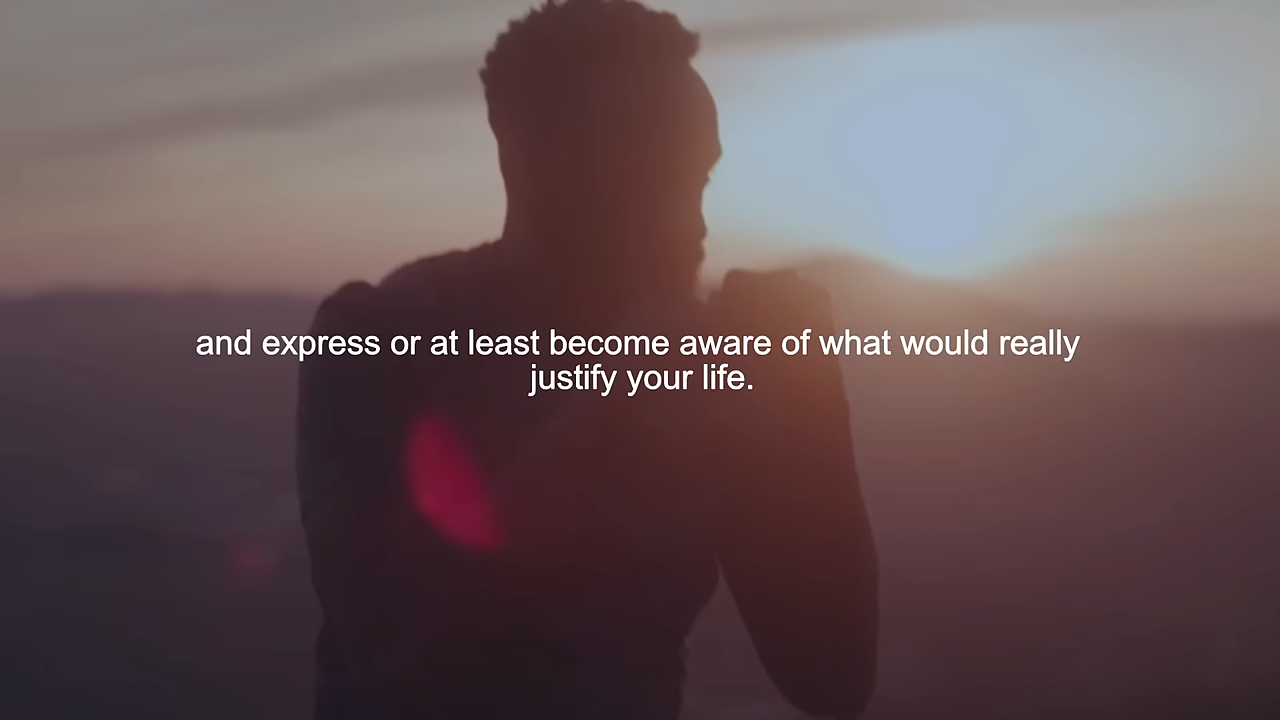 and express or at least become aware of what would really
justify your life.